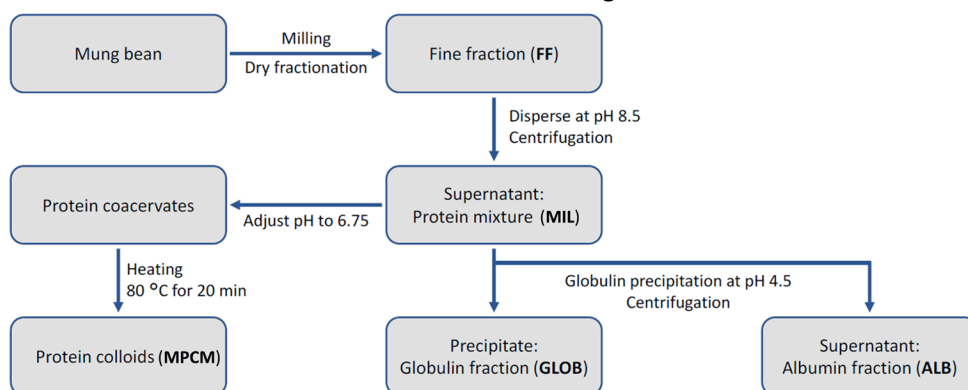 Mung bean
Milling
Dry fractionation
Fine fraction (FF)
Disperse at pH 8.5
Centrifugation
Protein coacervates
Adjust pH to 6.75
Supernatant:
Protein mixture (MIL)
Heating
80 °C for 20 min
Globulin precipitation at pH 4.5
Centrifugation
Protein colloids (MPCM)
Precipitate:
Globulin fraction (GLOB)
Supernatant:
Albumin fraction (ALB)